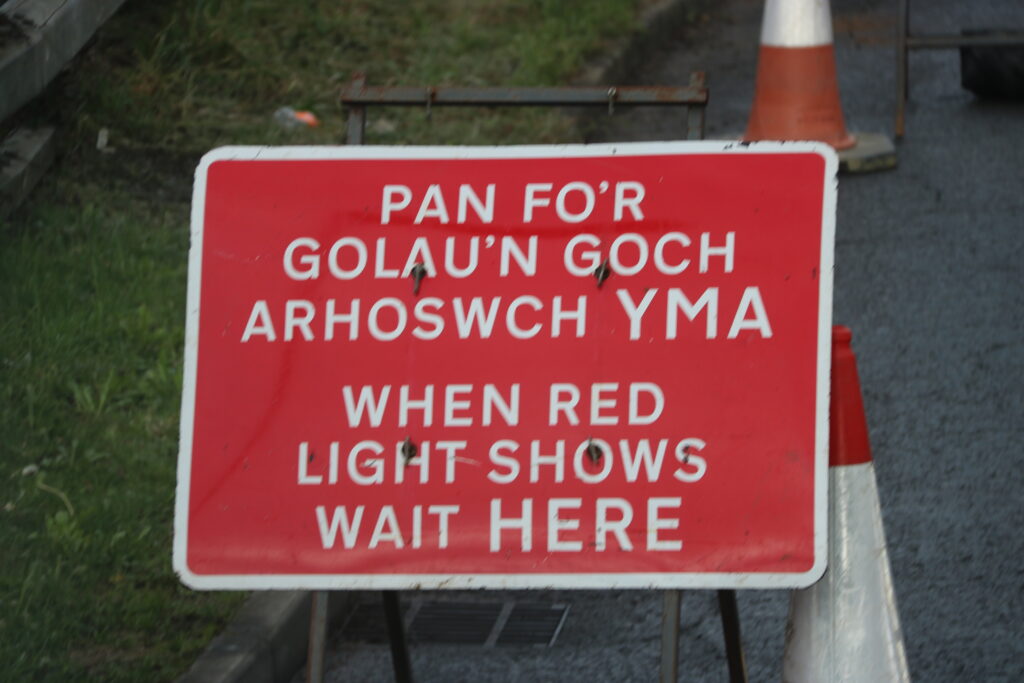 PAN FO'R
GOLAU'N GOCH
ARHOSWCH YMA
WHEN RED
LIGHT SHOWS
WAIT HERE